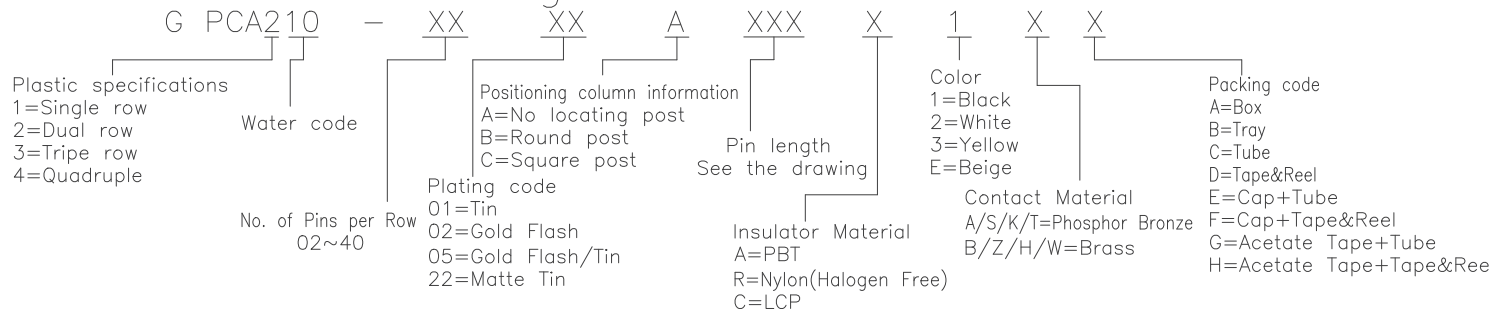 G PCA210 - XX XX A XXX X 1 X X
Plastic specifications
1=Single row
2=Dual row
3=Tripe row
4=Quadruple
Water code
No. of Pins per Row
02~40
Plating code
01=Tin
02=Gold Flash
05=Gold Flash/Tin
22=Matte Tin
Positioning column information
A=No locating post
B=Round post
C=Square post
Pin length
See the drawing
Insulator Material
A=PBT
R=Nylon(Halogen Free)
C=LCP
Color
1=Black
2=White
3=Yellow
E=Beige
Contact Material
A/S/K/T=Phosphor Bronze
B/Z/H/W=Brass
Packing code
A=Box
B=Tray
C=Tube
D=Tape&Reel
E=Cap+Tube
F=Cap+Tape&Reel
G=Acetate Tape+Tube
H=Acetate Tape+Tape&Ree